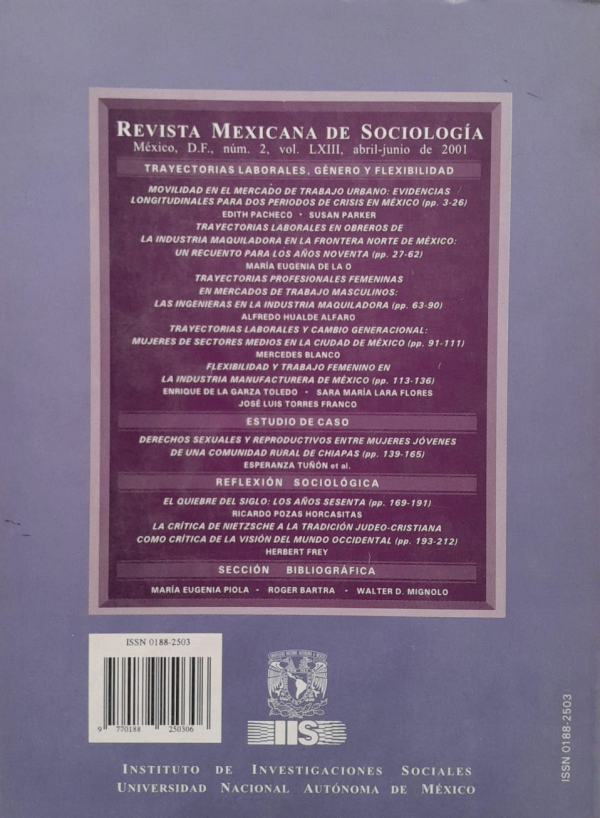 REVISTA MEXICANA DE SOCIOLOGÍA
México, D.F., núm. 2, vol. LXIII, abril-junio de 2001
TRAYECTORIAS LABORALES, GÉNERO Y FLEXIBILIDAD
MOVILIDAD EN EL MERCADO DE TRABAJO URBANO: EVIDENCIAS
LONGITUDINALES PARA DOS PERIODOS DE CRISIS EN MÉXICO (pp. 3-26)
EDITH PACHECO • SUSAN PARKER
TRAYECTORIAS LABORALES EN OBREROS DE
LA INDUSTRIA MAQUILADORA EN LA FRONTERA NORTE DE MÉXICO:
UN RECUENTO PARA LOS AÑOS NOVENTA (pp. 27-62)
MARÍA EUGENIA DE LA O
TRAYECTORIAS PROFESIONALES FEMENINAS
EN MERCADOS DE TRABAJO MASCULINOS:
LAS INGENIERAS EN LA INDUSTRIA MAQUILADORA (pp. 63-90)
ALFREDO HUALDE ALFARO
TRAYECTORIAS LABORALES Y CAMBIO GENERACIONAL:
MUJERES DE SECTORES MEDIOS EN LA CIUDAD DE MÉXICO (pp. 91-111)
MERCEDES BLANCO
FLEXIBILIDAD Y TRABAJO FEMENINO EN
LA INDUSTRIA MANUFACTURERA DE MÉXICO (pp. 113-136)
ENRIQUE DE LA GARZA TOLEDO • SARA MARÍA LARA FLORES
JOSÉ LUIS TORRES FRANCO
ESTUDIO DE CASO
DERECHOS SEXUALES Y REPRODUCTIVOS ENTRE MUJERES JÓVENES
DE UNA COMUNIDAD RURAL DE CHIAPAS (pp. 139-165)
ESPERANZA TUÑÓN et al.
REFLEXIÓN SOCIOLÓGICA
EL QUIEBRE DEL SIGLO: LOS AÑOS SESENTA (pp. 169-191)
RICARDO POZAS HORCASITAS
LA CRÍTICA DE NIETZSCHE A LA TRADICIÓN JUDEO-CRISTIANA
COMO CRÍTICA DE LA VISIÓN DEL MUNDO OCCIDENTAL (pp. 193-212)
HERBERT FREY
SECCIÓN BIBLIOGRÁFICA
MARÍA EUGENIA PIOLA • ROGER BARTRA • WALTER D. MIGNOLO
ISSN 0188-2503
9 770188 250306
IIS
ISSN 0188-2503
INSTITUTO DE INVESTIGACIONES SOCIALES
UNIVERSIDAD NACIONAL AUTÓNOMA DE MÉXICO